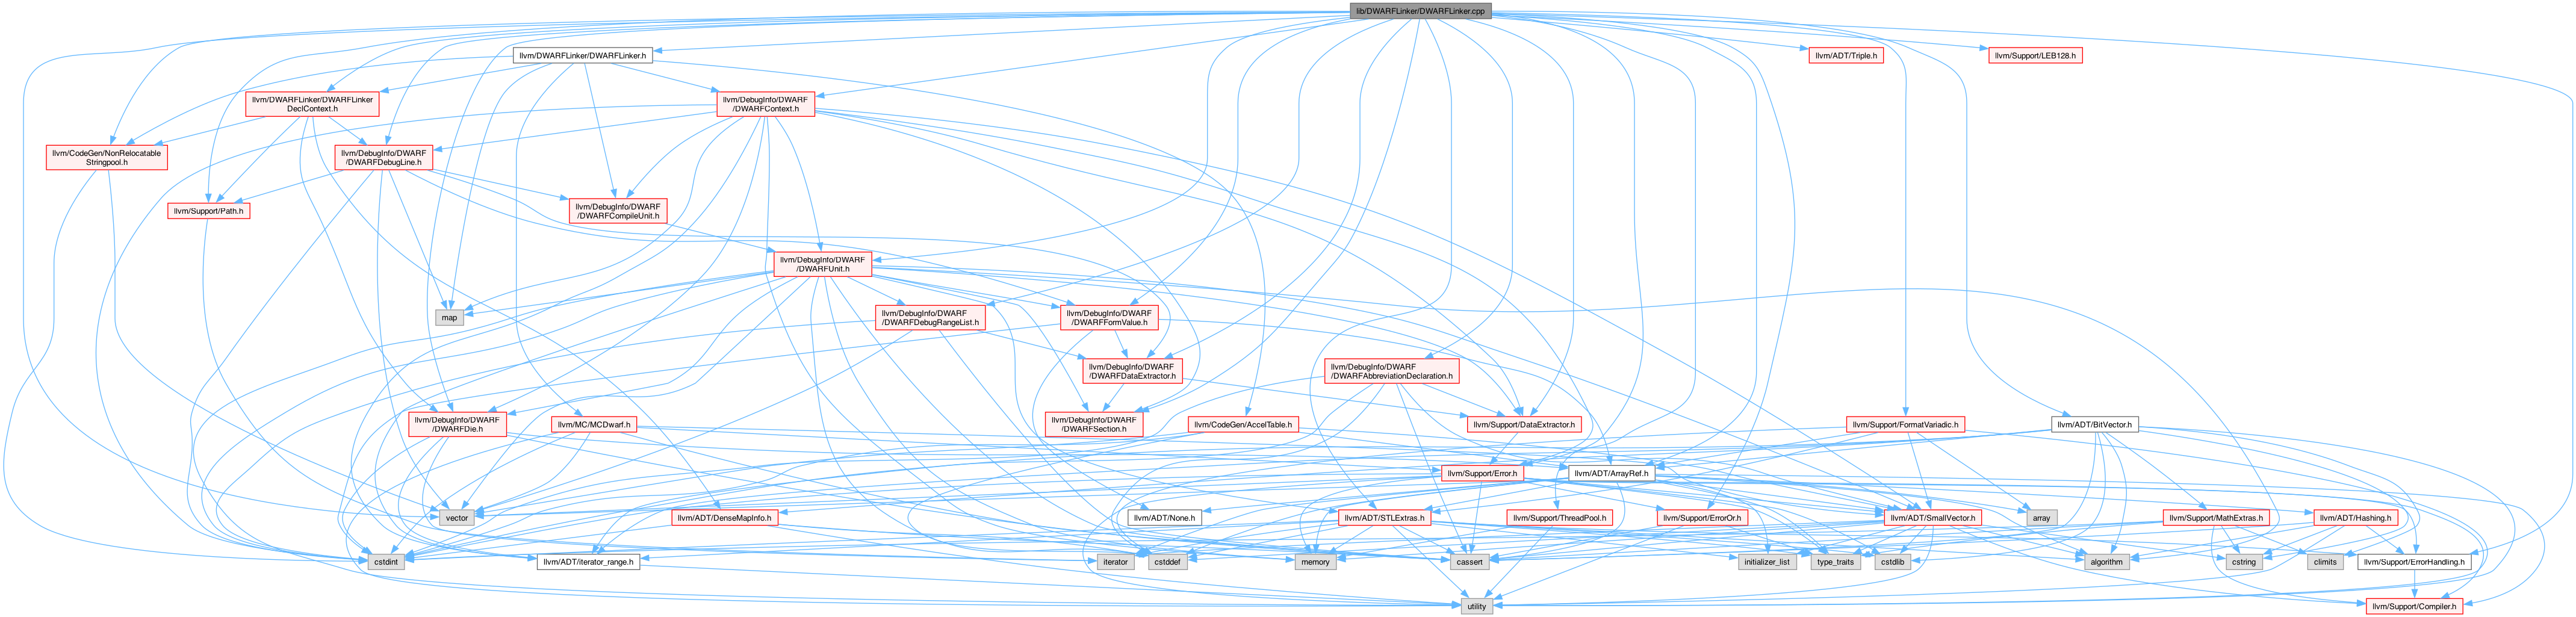 lib/DWARFLinker/DWARFLinker.cpp
llvm/DWARFLinker/DWARFLinker.h
llvm/ADT/Triple.h
llvm/Support/LEB128.h
llvm/DWARFLinker/DWARFLinker
DeclContext.h
llvm/DebugInfo/DWARF
/DWARFContext.h
llvm/CodeGen/NonRelocatable
Stringpool.h
llvm/DebugInfo/DWARF
/DWARFDebugLine.h
llvm/Support/Path.h
llvm/DebugInfo/DWARF
/DWARFCompileUnit.h
llvm/DebugInfo/DWARF
/DWARFUnit.h
map
llvm/DebugInfo/DWARF
/DWARFDebugRangeList.h
llvm/DebugInfo/DWARF
/DWARFFormValue.h
llvm/DebugInfo/DWARF
/DWARFDataExtractor.h
llvm/DebugInfo/DWARF
/DWARFAbbreviationDeclaration.h
llvm/DebugInfo/DWARF
/DWARFDie.h
llvm/MC/MCDwarf.h
llvm/DebugInfo/DWARF
/DWARFSection.h
llvm/CodeGen/AccelTable.h
llvm/Support/DataExtractor.h
llvm/Support/FormatVariadic.h
llvm/ADT/BitVector.h
llvm/Support/Error.h
llvm/ADT/ArrayRef.h
vector
llvm/ADT/DenseMapInfo.h
llvm/ADT/None.h
llvm/ADT/STLExtras.h
llvm/Support/ThreadPool.h
llvm/Support/ErrorOr.h
llvm/ADT/SmallVector.h
array
llvm/Support/MathExtras.h
llvm/ADT/Hashing.h
cstdint
llvm/ADT/iterator_range.h
iterator
cstddef
memory
cassert
initializer_list
type_traits
cstdlib
algorithm
cstring
climits
llvm/Support/ErrorHandling.h
utility
llvm/Support/Compiler.h